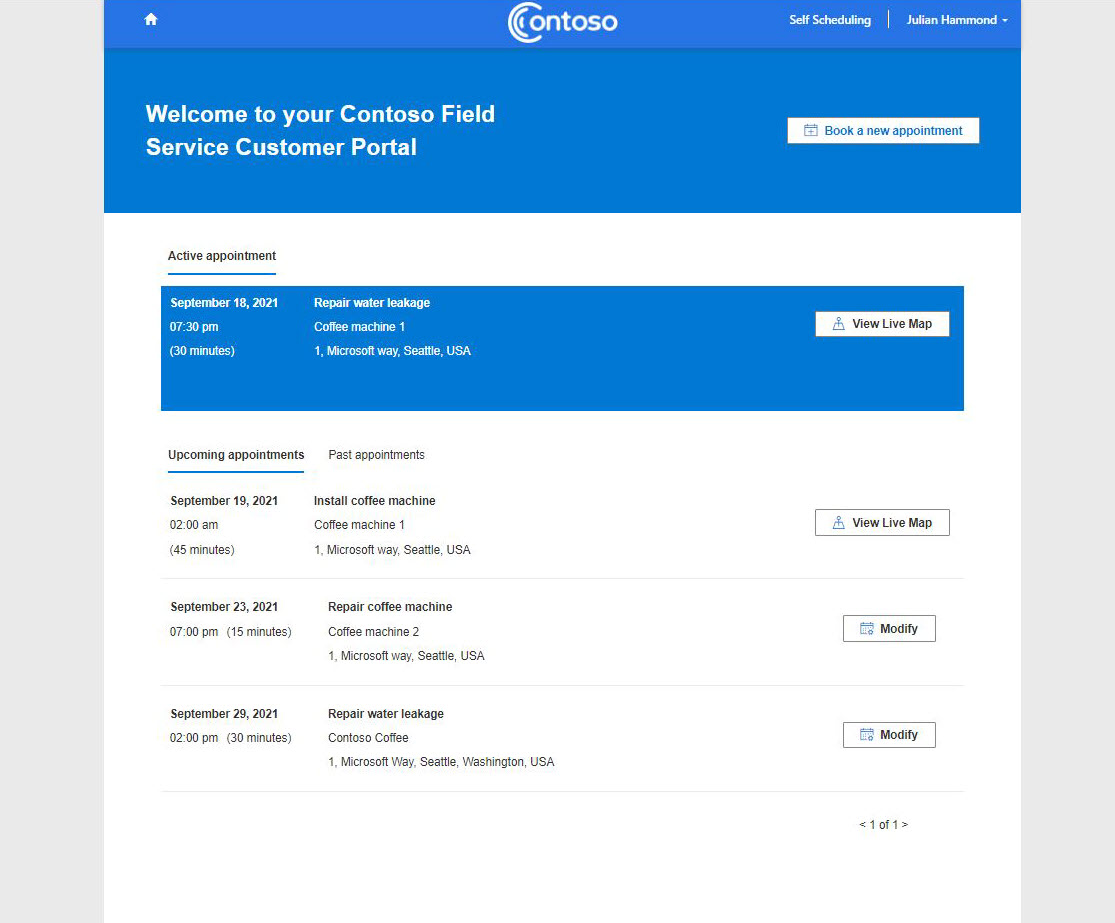 Contoso
Self Scheduling
Julian Hammond
Welcome to your Contoso Field
Service Customer Portal
Book a new appointment
Active appointment
September 18, 2021
Repair water leakage
07:30 pm
Coffee machine 1
(30 minutes)
1, Microsoft way, Seattle, USA
View Live Map
Upcoming appointments
Past appointments
September 19, 2021
Install coffee machine
02:00 am
Coffee machine 1
(45 minutes)
1, Microsoft way, Seattle, USA
View Live Map
September 23, 2021
Repair coffee machine
07:00 pm (15 minutes)
Coffee machine 2
1, Microsoft way, Seattle, USA
Modify
September 29, 2021
Repair water leakage
02:00 pm (30 minutes)
Contoso Coffee
1, Microsoft Way, Seattle, Washington, USA
Modify
< 1 of 1 >